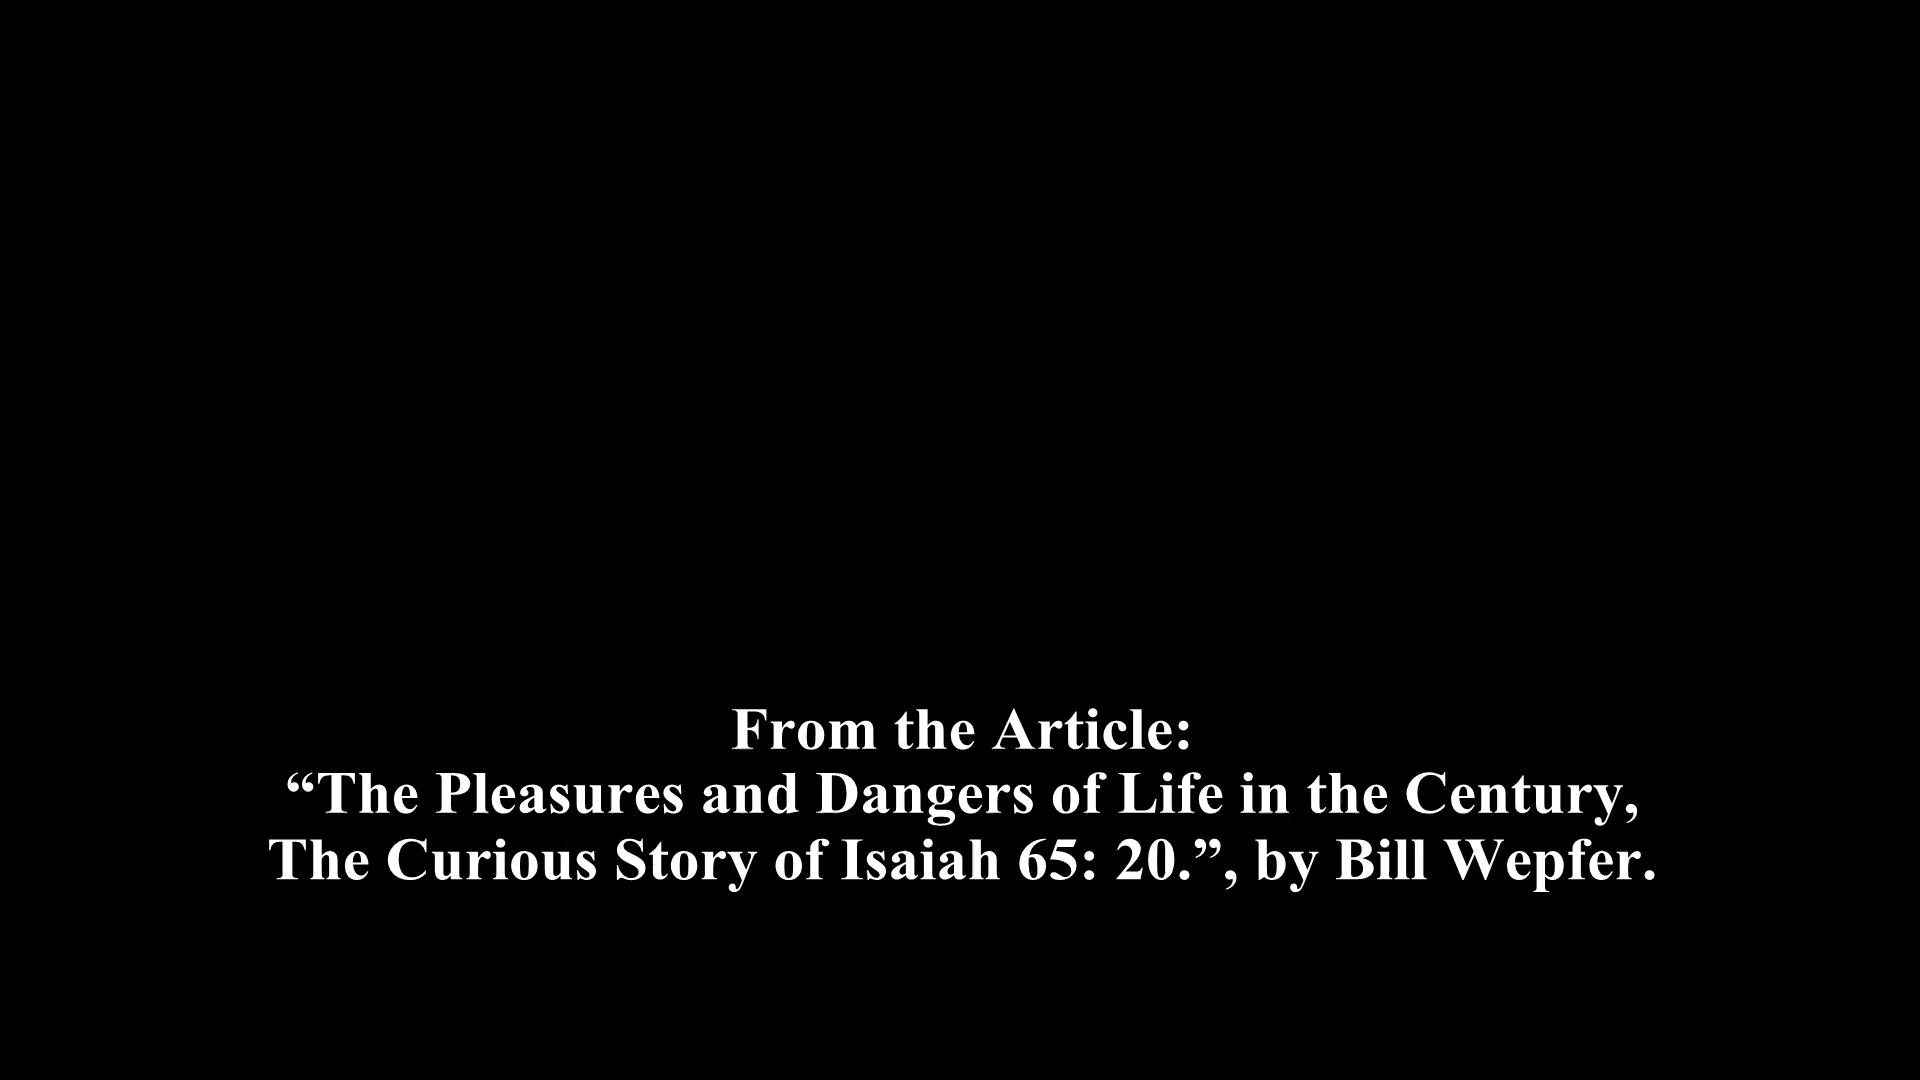 From the Article:
“The Pleasures and Dangers of Life in the Century,
The Curious Story of Isaiah 65: 20.”, by Bill Wepfer.